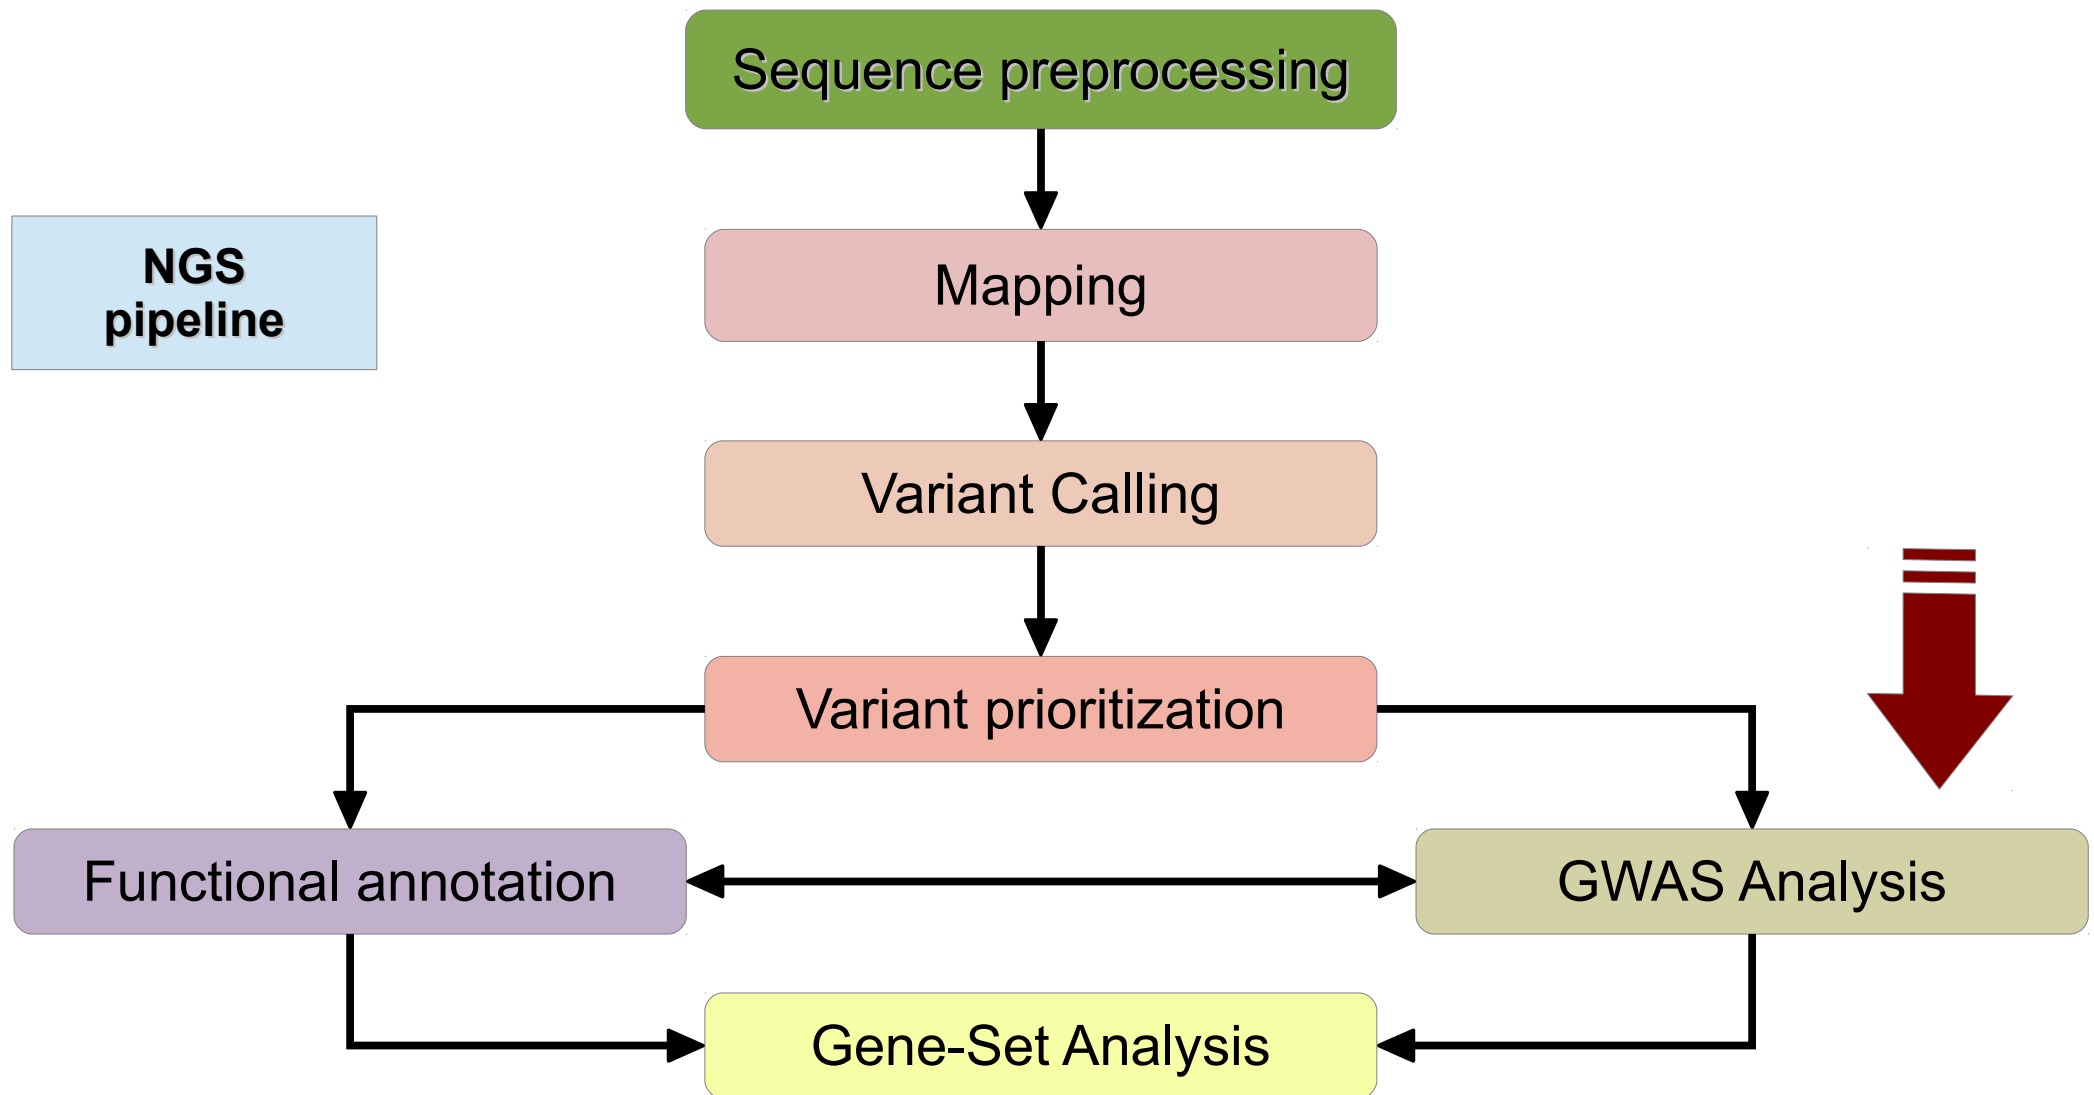 Sequence preprocessing
NGS
pipeline
Mapping
Variant Calling
Variant prioritization
Functional annotation
GWAS Analysis
Gene-Set Analysis